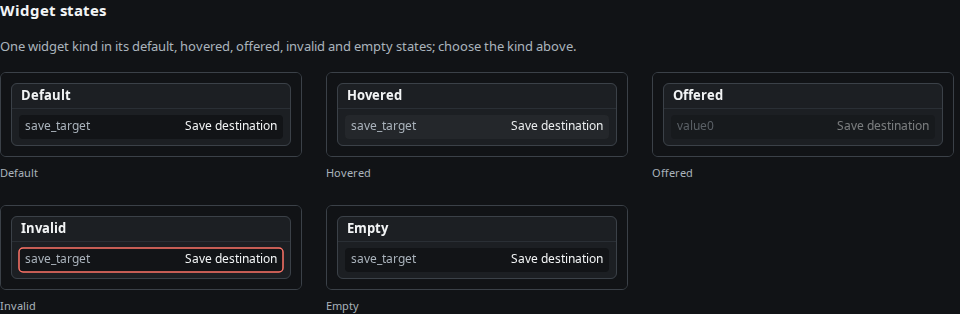 Widget states
One widget kind in its default, hovered, offered, invalid and empty states; choose the kind above.
Default
save_target Save destination
Default
Hovered
save_target Save destination
Hovered
Offered
value0 Save destination
Offered
Invalid
save_target Save destination
Invalid
Empty
save_target Save destination
Empty